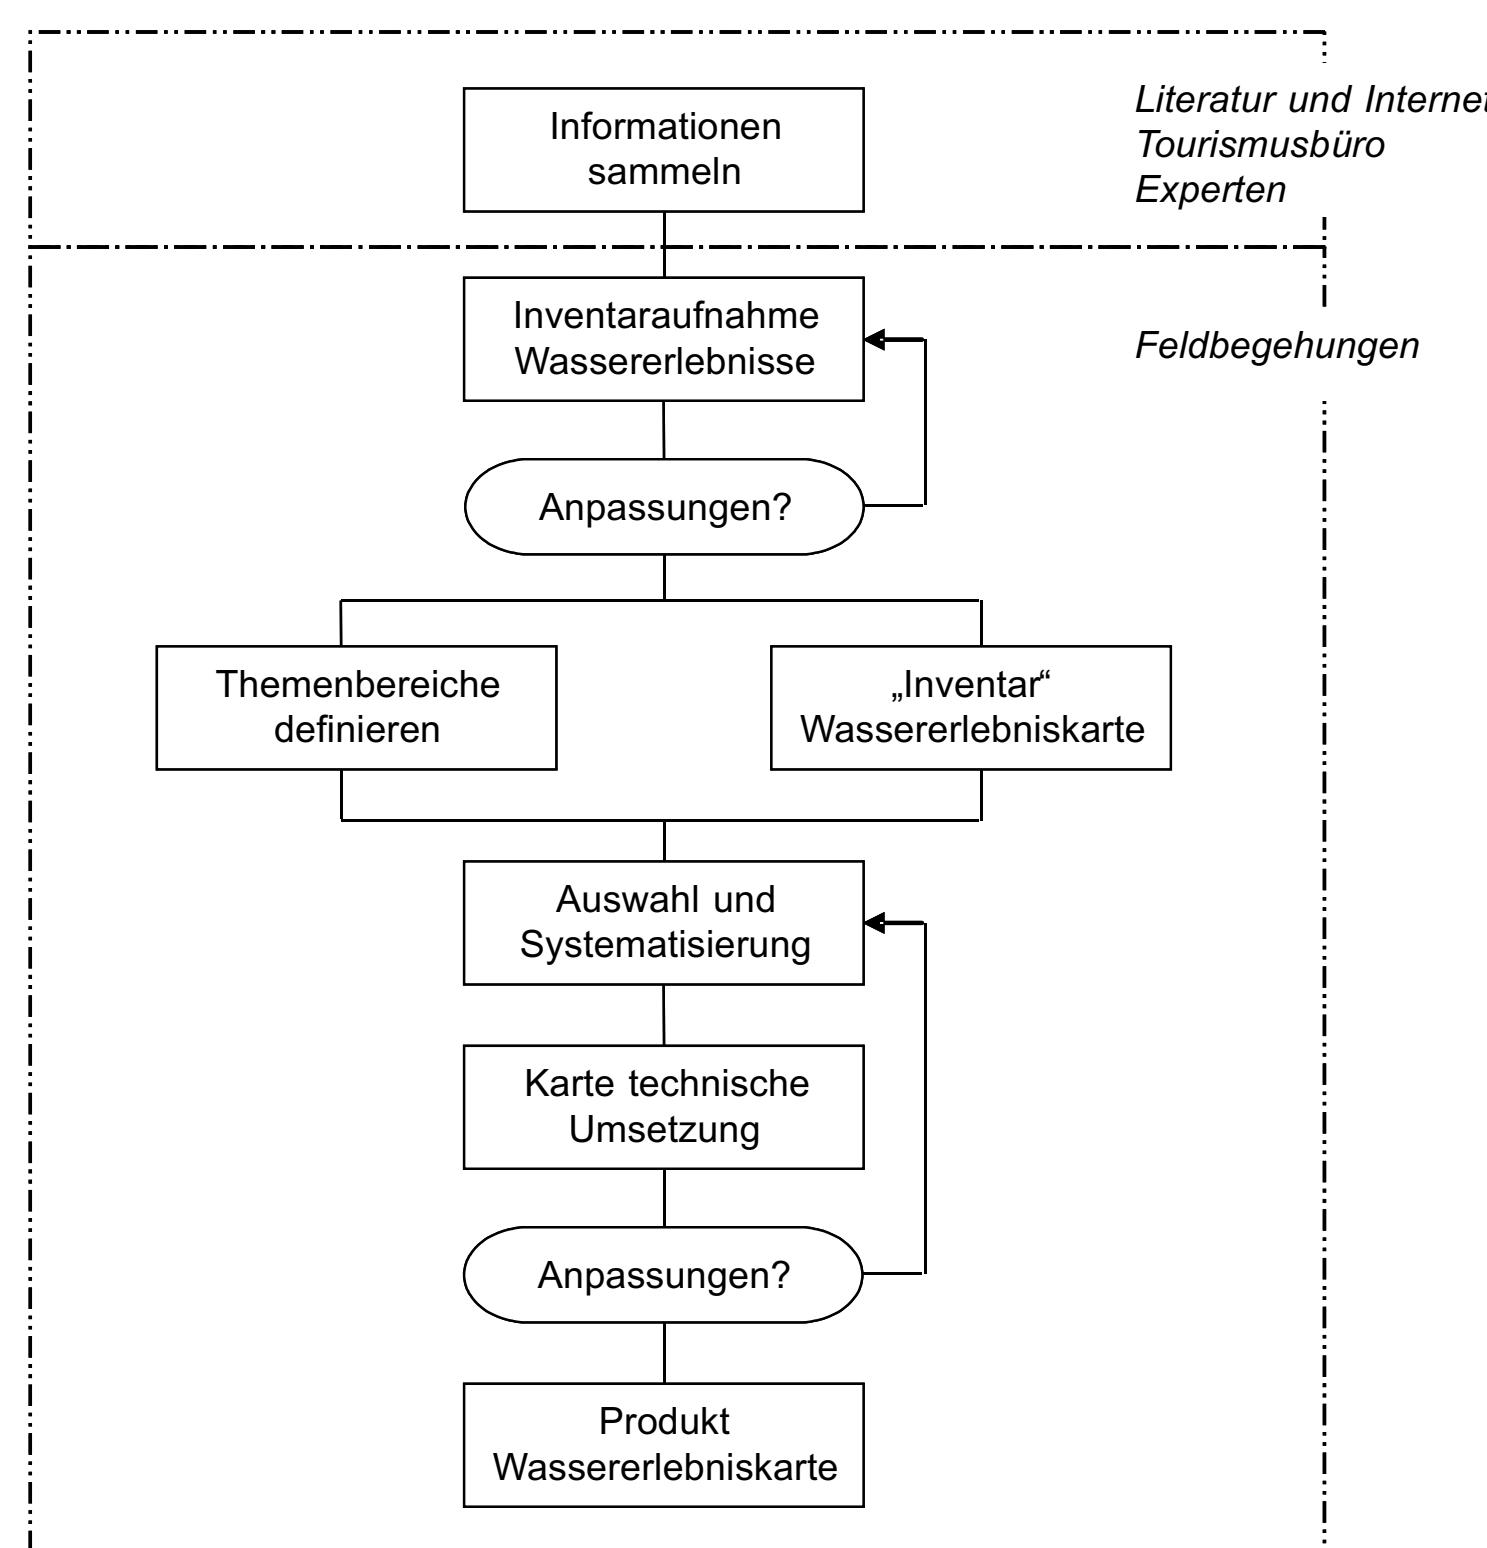 Informationen
sammeln
Literatur und Internet
Tourismusbüro
Experten
Inventaraufnahme
Wassererlebnisse
Feldbegehungen
Anpassungen?
Themenbereiche
definieren
„Inventar“
Wassererlebniskarte
Auswahl und
Systematisierung
Karte technische
Umsetzung
Anpassungen?
Produkt
Wassererlebniskarte